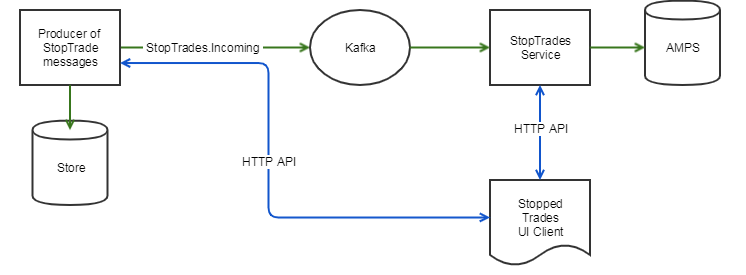 Producer of
StopTrade
messages
StopTrades.Incoming
Kafka
StopTrades
Service
AMPS
HTTP API
Store
HTTP API
Stopped
Trades
UI Client